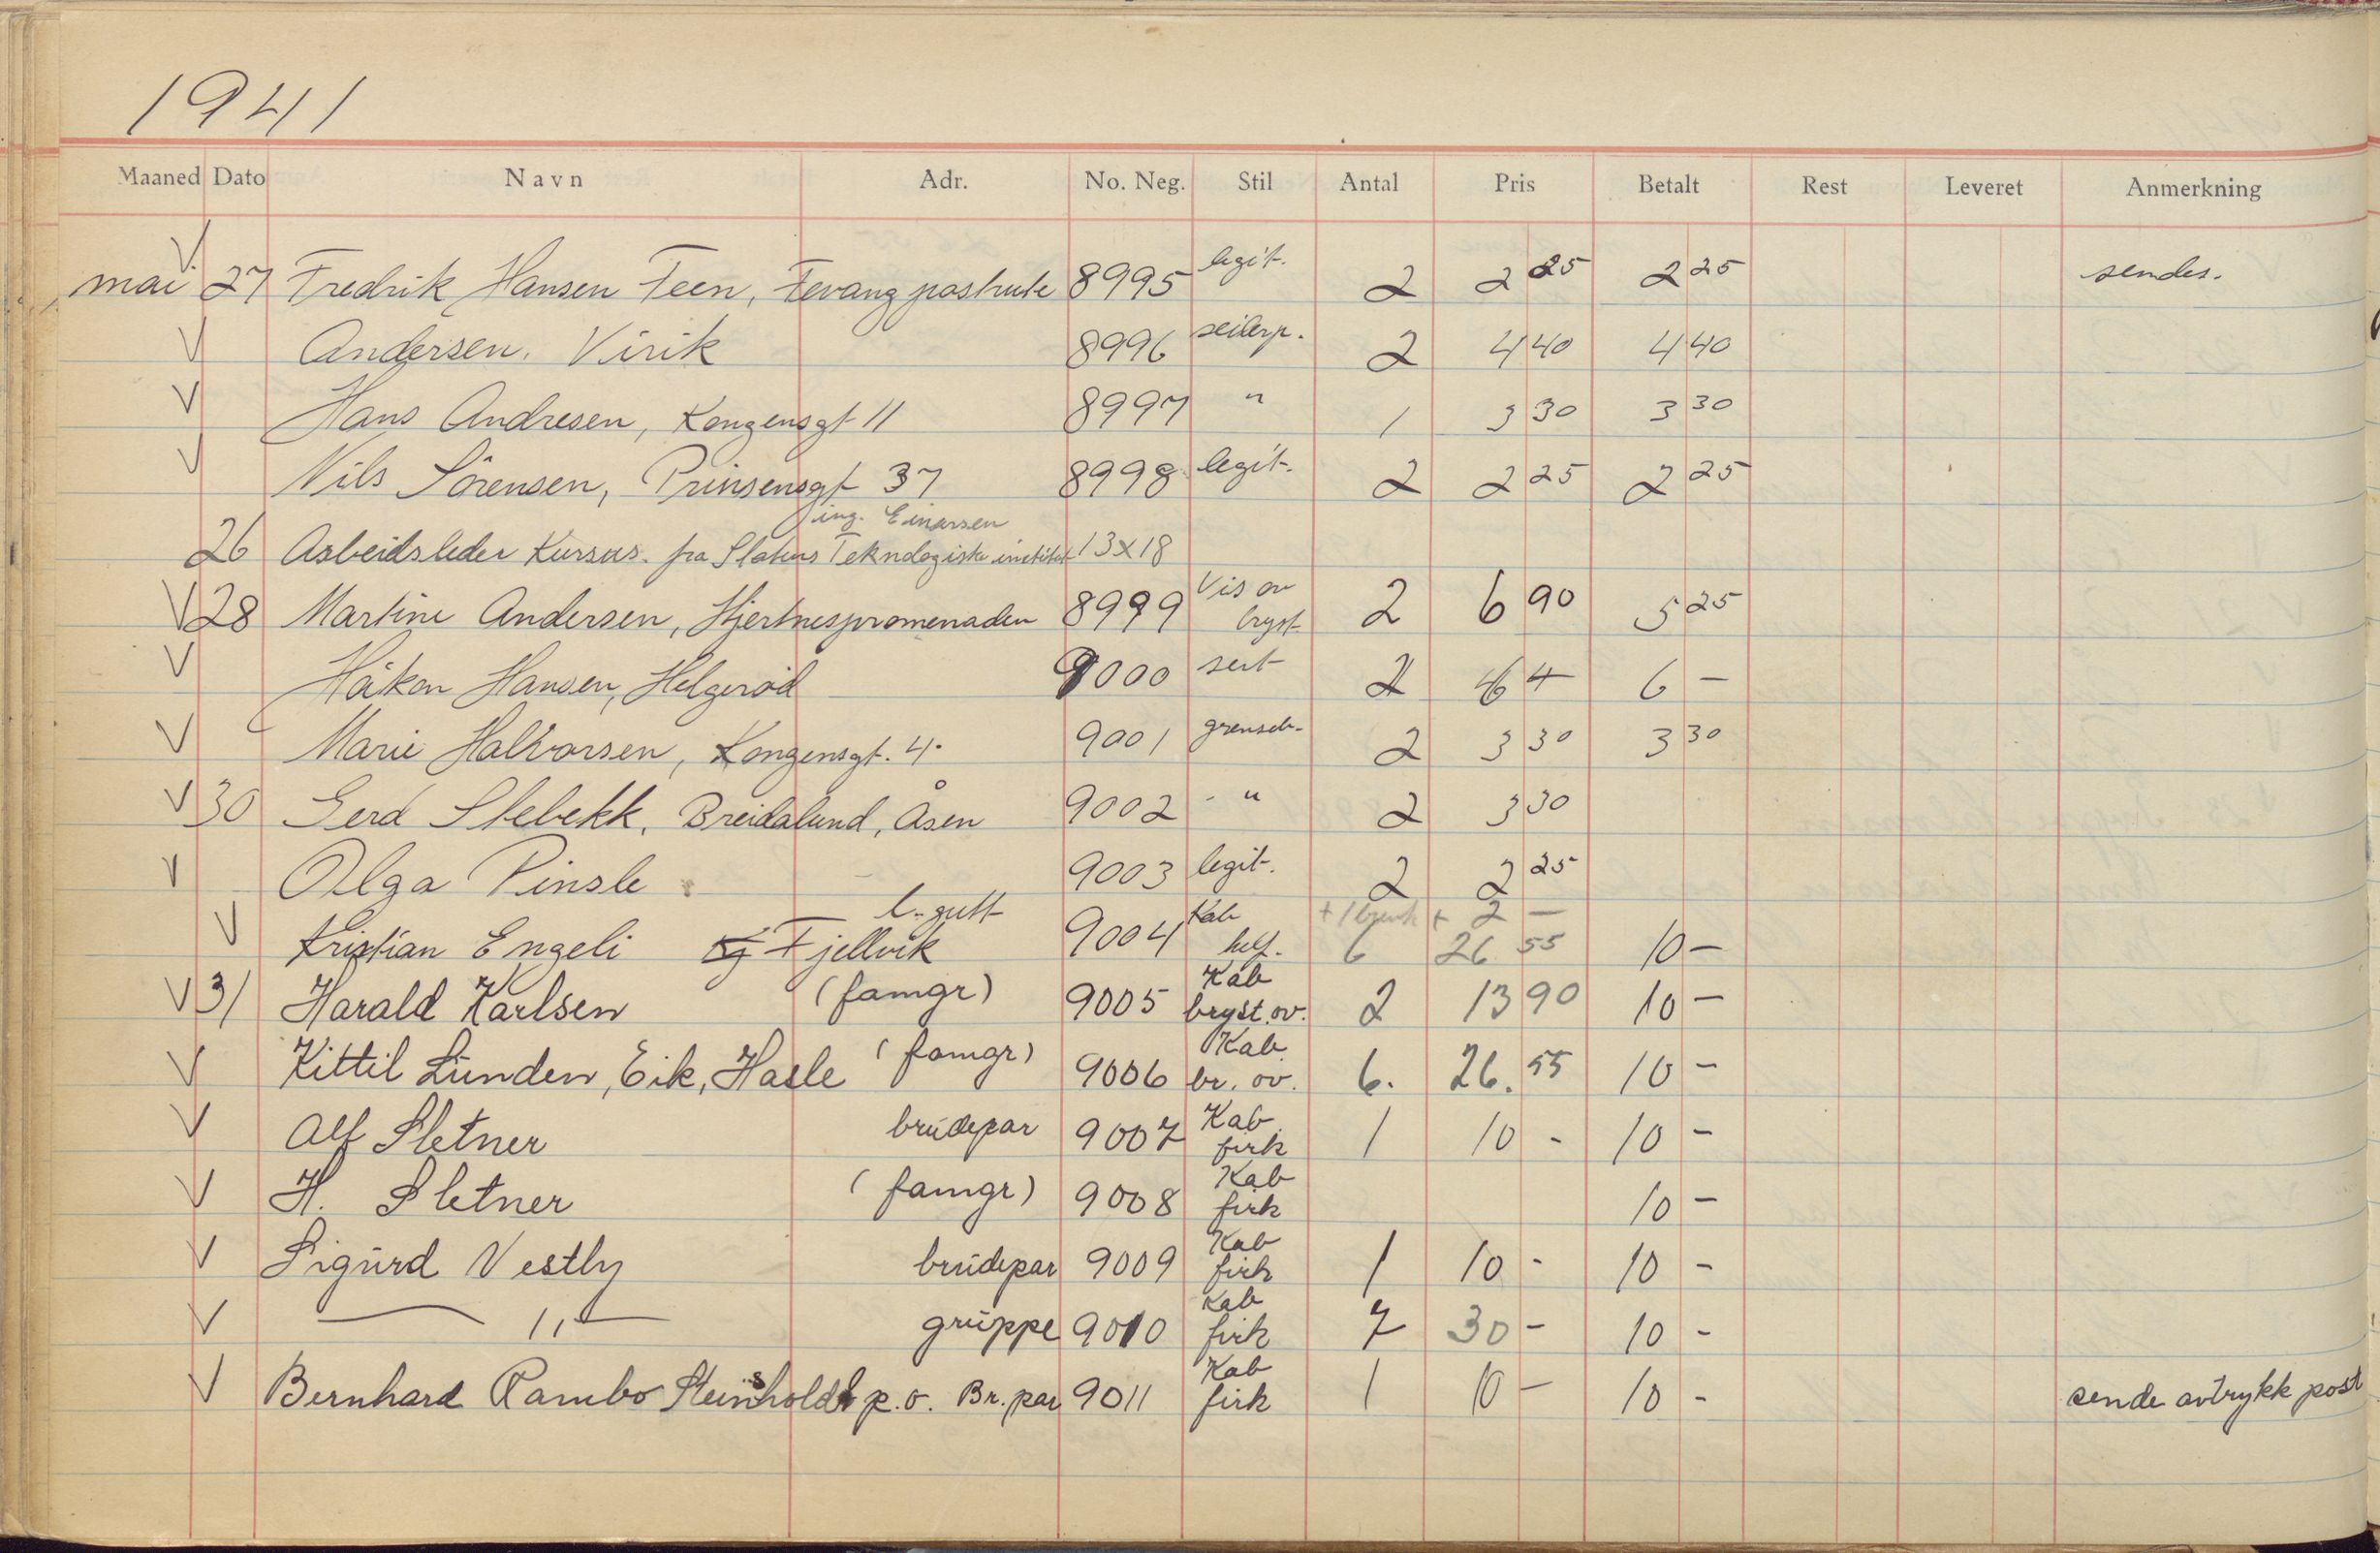 1941
Maaned Dato Navn Adr. No. Neg. Stil Antal Pris Betalt Rest Leveret Anmerkning
V mai 27 Fredrik Hansen Feen, Fevang postrute 8995 legit. 2 2 25 2 25 sendes.
V Andersen. Virik 8996 2 4 40 4 40
V Hans Andresen, Kongensgt 11 8997 " 1 3 30 3 30
V Nils Sörensen, Prinsensgt 37 8998 legit. 2 2 25 2 25
ing. Einarsen
26 Arbeidsleder Kursus. fra Statens Teknologiske institut 13x18
V 28 Martine Andersen, Hjertnespromenaden 8999 Vis ov bryst 2 6 90 5 25
V Håkon Hansen, Helgerød 9000 6 -
V Marie Halvorsen, Kongensgt. 4. 9001 grenseb. 2 3 30 3 30
V 30 Gerd Stebekk, Breidalund, Åsen 9002 - " 2 3 30
V Olga Pinsle 9003 legit. 2 2 25
+ 2 -
V Kristian Engeli Kj Fjellvik k. gutt 9004 Kab helf. 6 26 55 10 -
V 31 Harald Karlsen (famgr) 9005 Kab bryst. ov. 2 13 90 10 -
V Kittil Lunden, Eik, Hasle (famgr) 9006 Kab br. ov. 6. 26. 55 10 -
V Alf Sletner brudepar 9007 Kab firk 1 10 - 10 -
V H. Sletner (famgr) 9008 Kab firk 10 -
V Sigurd Vestly brudepar 9009 Kab firk 1 10 - 10 -
V — " — gruppe 9010 Kab firk 7 30 - 10 -
V Bernhard Rambo Steinsholdt p.o. Br. par 9011 Kab firk 1 10 - 10 - sende avtrykk post